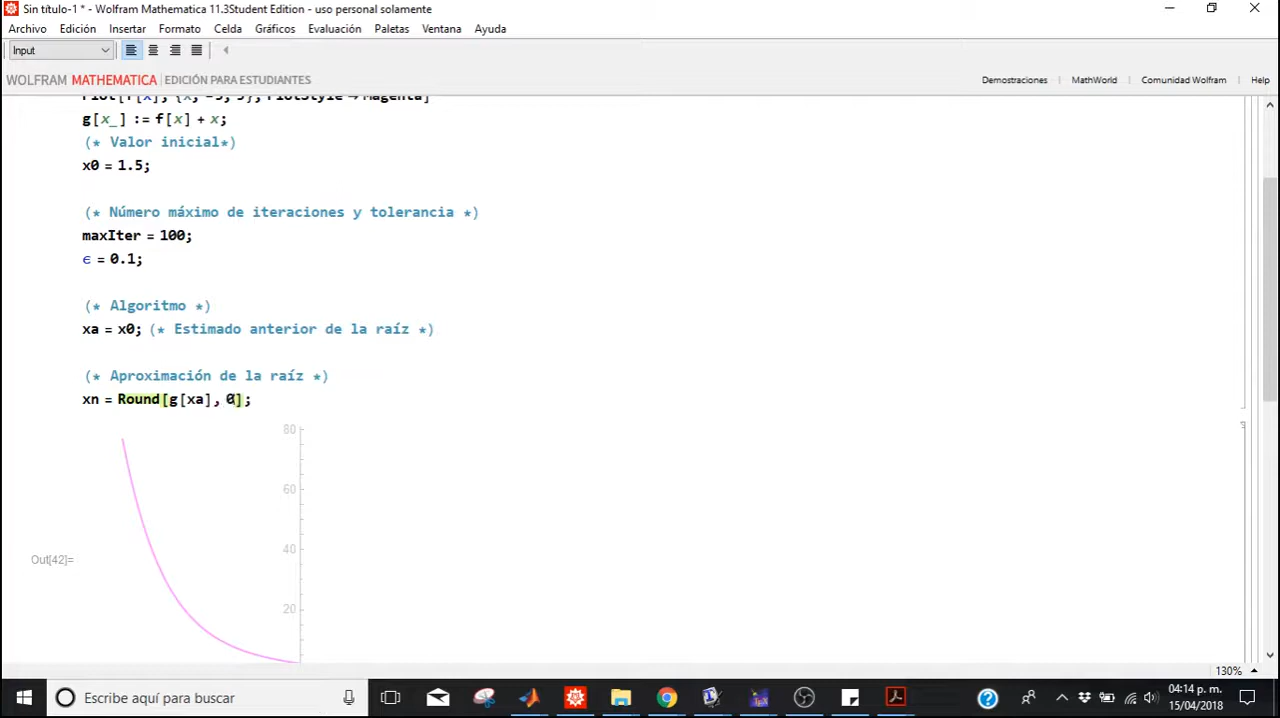 Sin título-1 * - Wolfram Mathematica 11.3Student Edition - uso personal solamente
Archivo Edición Insertar Formato Celda Gráficos Evaluación Paletas Ventana Ayuda
Input
WOLFRAM MATHEMATICA EDICIÓN PARA ESTUDIANTES Demostraciones MathWorld Comunidad Wolfram Help
g[x_] := f[x] + x;
(* Valor inicial*)
x0 = 1.5;
(* Número máximo de iteraciones y tolerancia *)
maxIter = 100;
ϵ = 0.1;
(* Algoritmo *)
xa = x0; (* Estimado anterior de la raíz *)
(* Aproximación de la raíz *)
xn = Round[g[xa], 0];
80
60
Out[42]=
40
20
130%
Escribe aquí para buscar
04:14 p. m.
15/04/2018